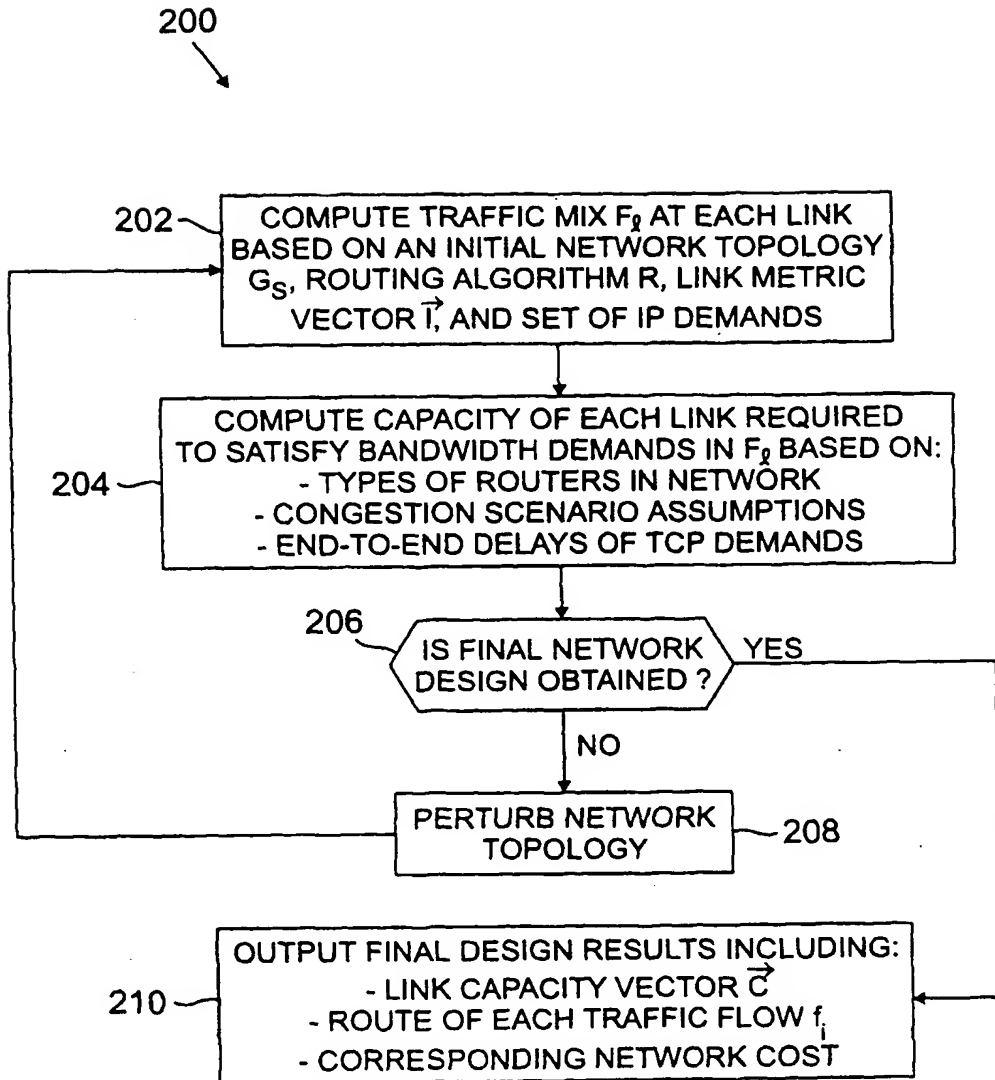 200
202
COMPUTE TRAFFIC MIX Fℓ AT EACH LINK
BASED ON AN INITIAL NETWORK TOPOLOGY
GS, ROUTING ALGORITHM R, LINK METRIC
VECTOR I⃗, AND SET OF IP DEMANDS
204
COMPUTE CAPACITY OF EACH LINK REQUIRED
TO SATISFY BANDWIDTH DEMANDS IN Fℓ BASED ON:
- TYPES OF ROUTERS IN NETWORK
- CONGESTION SCENARIO ASSUMPTIONS
- END-TO-END DELAYS OF TCP DEMANDS
206
IS FINAL NETWORK
DESIGN OBTAINED ?
YES
NO
PERTURB NETWORK
TOPOLOGY
208
210
OUTPUT FINAL DESIGN RESULTS INCLUDING:
- LINK CAPACITY VECTOR C⃗
- ROUTE OF EACH TRAFFIC FLOW fi
- CORRESPONDING NETWORK COST